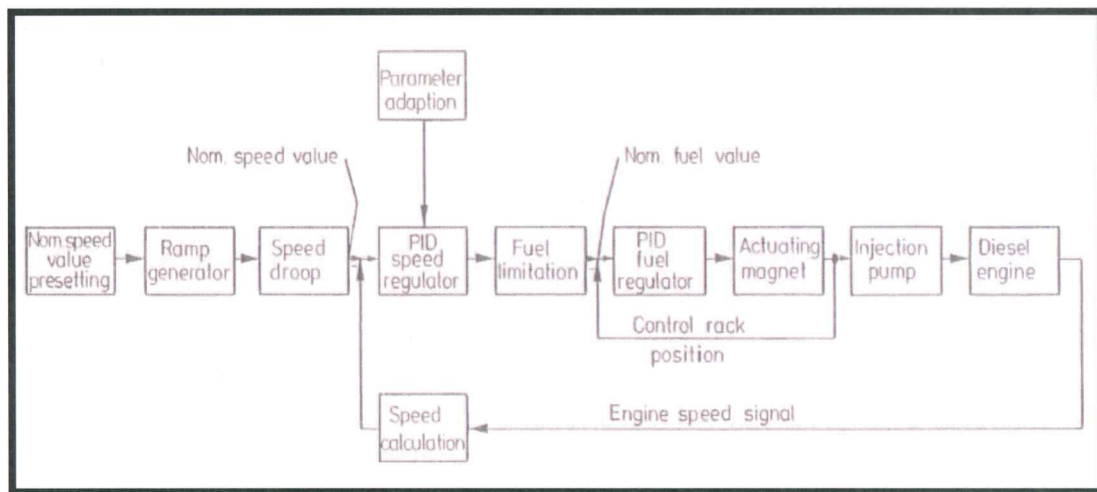 Parameter
adaption
Nom. speed value
Nom. fuel value
Nom.speed
value
presetting
Ramp
generator
Speed
droop
PID
speed
regulator
Fuel
limitation
PID
fuel
regulator
Actuating
magnet
Injection
pump
Diesel
engine
Control rack
position
Speed
calculation
Engine speed signal